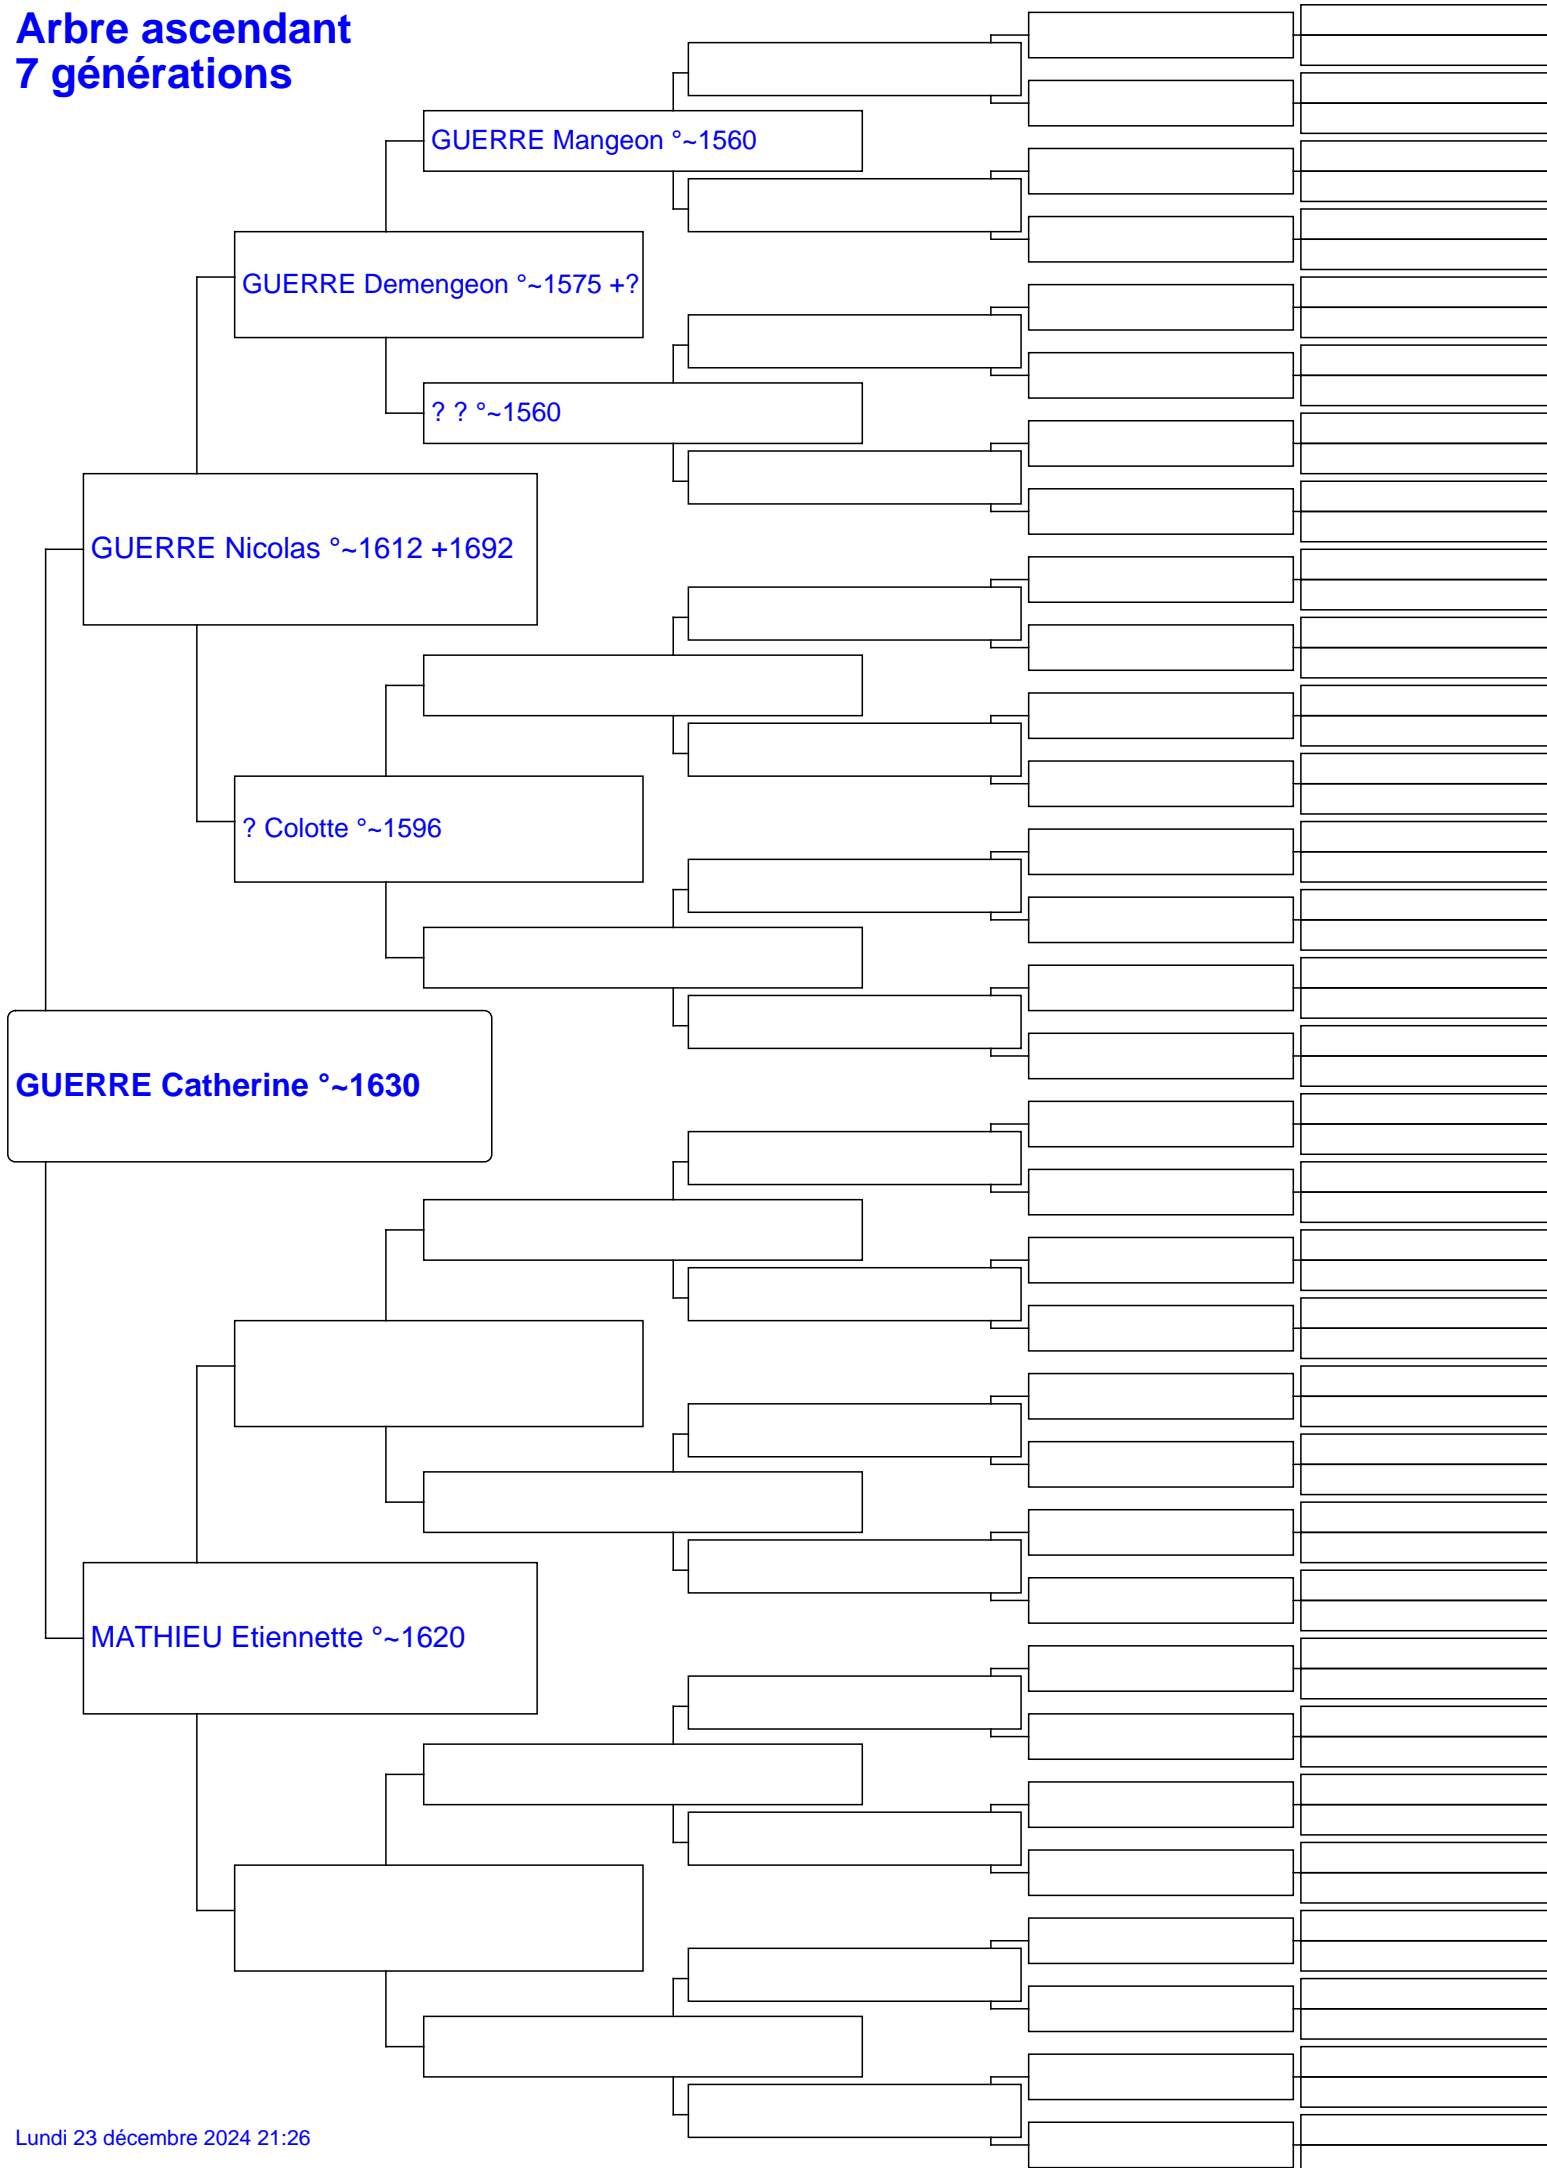 Arbre ascendant
7 générations
GUERRE Mangeon °~1560
GUERRE Demengeon °~1575 +?
? ? °~1560
GUERRE Nicolas °~1612 +1692
? Colotte °~1596
GUERRE Catherine °~1630
MATHIEU Etiennette °~1620
Lundi 23 décembre 2024 21:26